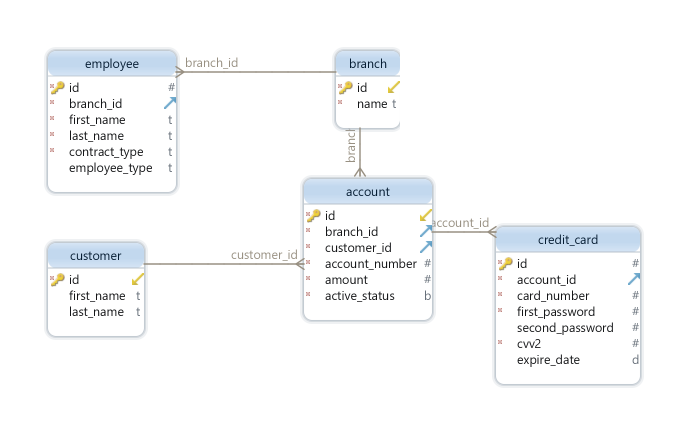 employee
id #
branch_id
first_name t
last_name t
contract_type t
employee_type t
branch_id
branch
id
name t
branch
account
id
branch_id
customer_id
account_number #
amount #
active_status b
customer_id
customer
id
first_name t
last_name t
account_id
credit_card
id #
account_id
card_number #
first_password #
second_password #
cvv2 #
expire_date d